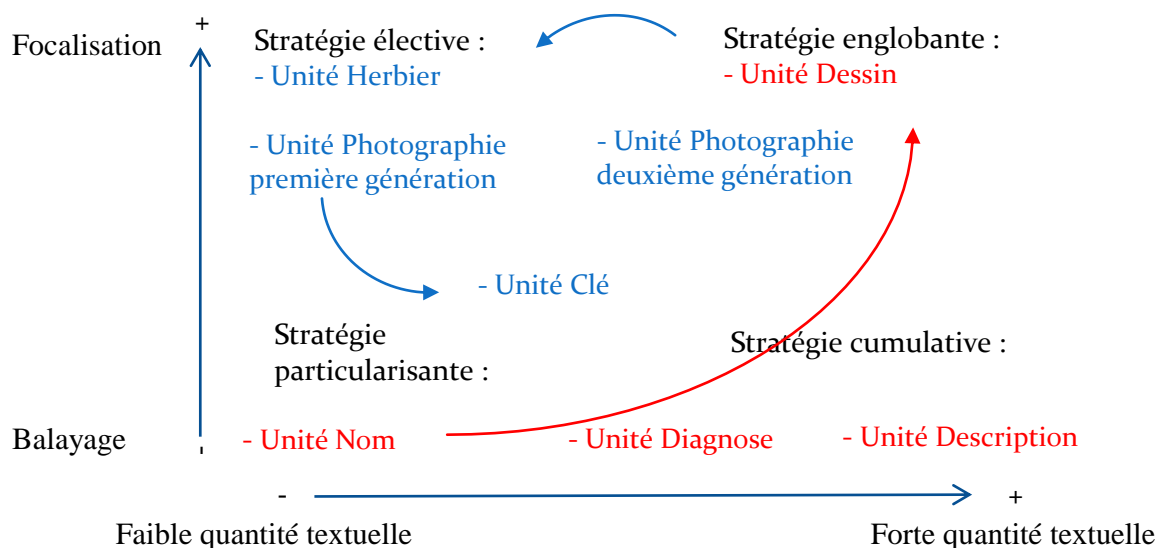 +
Focalisation
Stratégie élective :
- Unité Herbier
Stratégie englobante :
- Unité Dessin
- Unité Photographie
première génération
- Unité Photographie
deuxième génération
- Unité Clé
Stratégie
particularisante :
Stratégie cumulative :
Balayage
-
- Unité Nom
- Unité Diagnose
- Unité Description
-
+
Faible quantité textuelle
Forte quantité textuelle